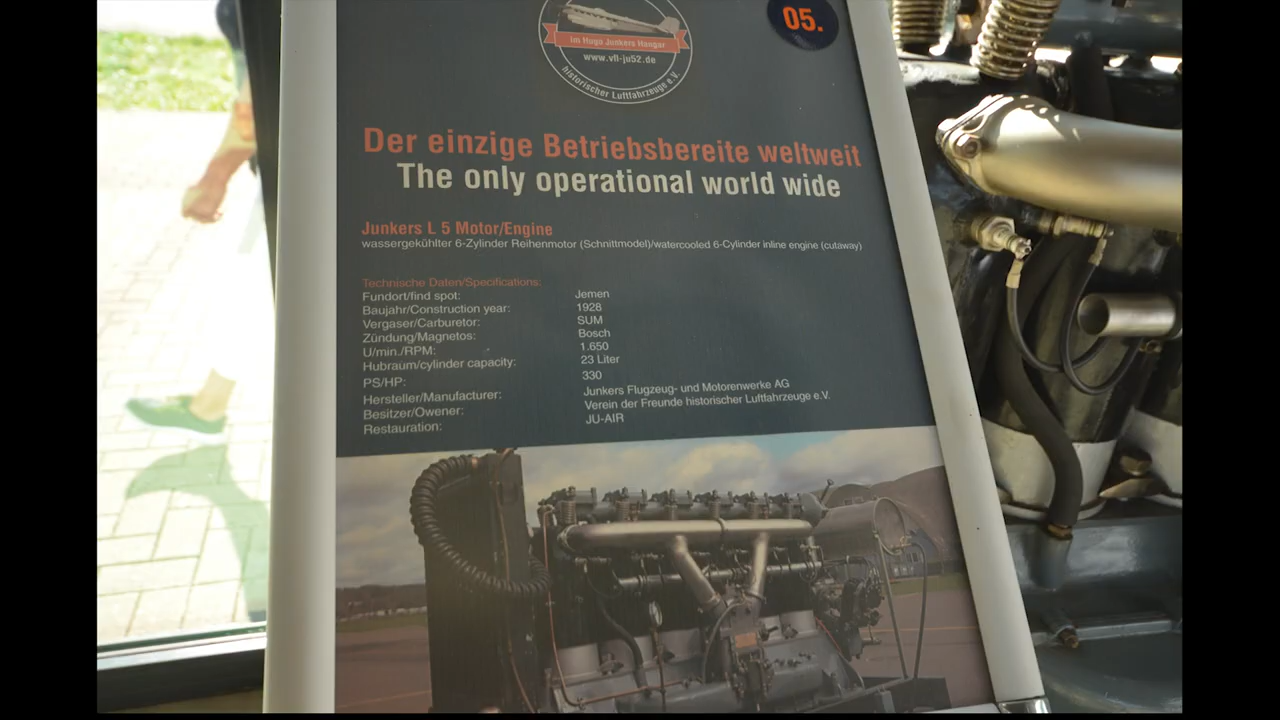 05.
Im Hugo Junkers Hangar
www.vfl-ju52.de
historischer Luftfahrzeuge e.V.
Der einzige Betriebsbereite weltweit
The only operational world wide
Junkers L 5 Motor/Engine
wassergekühlter 6-Zylinder Reihenmotor (Schnittmodel)/watercooled 6-Cylinder inline engine (cutaway)
Technische Daten/Specifications:
Fundort/find spot: Jemen
Baujahr/Construction year: 1928
Vergaser/Carburetor: SUM
Zündung/Magnetos: Bosch
U/min./RPM: 1.650
Hubraum/cylinder capacity: 23 Liter
PS/HP: 330
Hersteller/Manufacturer: Junkers Flugzeug- und Motorenwerke AG
Besitzer/Owener: Verein der Freunde historischer Luftfahrzeuge e.V.
Restauration: JU-AIR